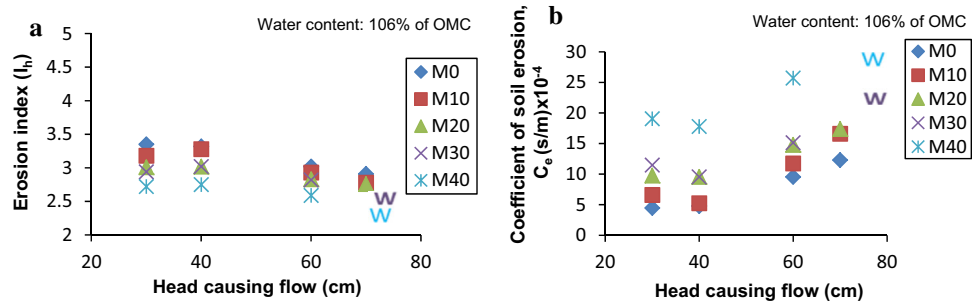 a
Water content: 106% of OMC
5
4.5
4
3.5
3
2.5
2
20
40
60
80
Erosion index (Iₕ)
Head causing flow (cm)
M0
M10
M20
M30
M40
W
W
b
Water content: 106% of OMC
30
25
20
15
10
5
0
20
40
60
80
Coefficient of soil erosion,
Cₑ (s/m)x10⁻⁴
Head causing flow (cm)
M0
M10
M20
M30
M40
W
W